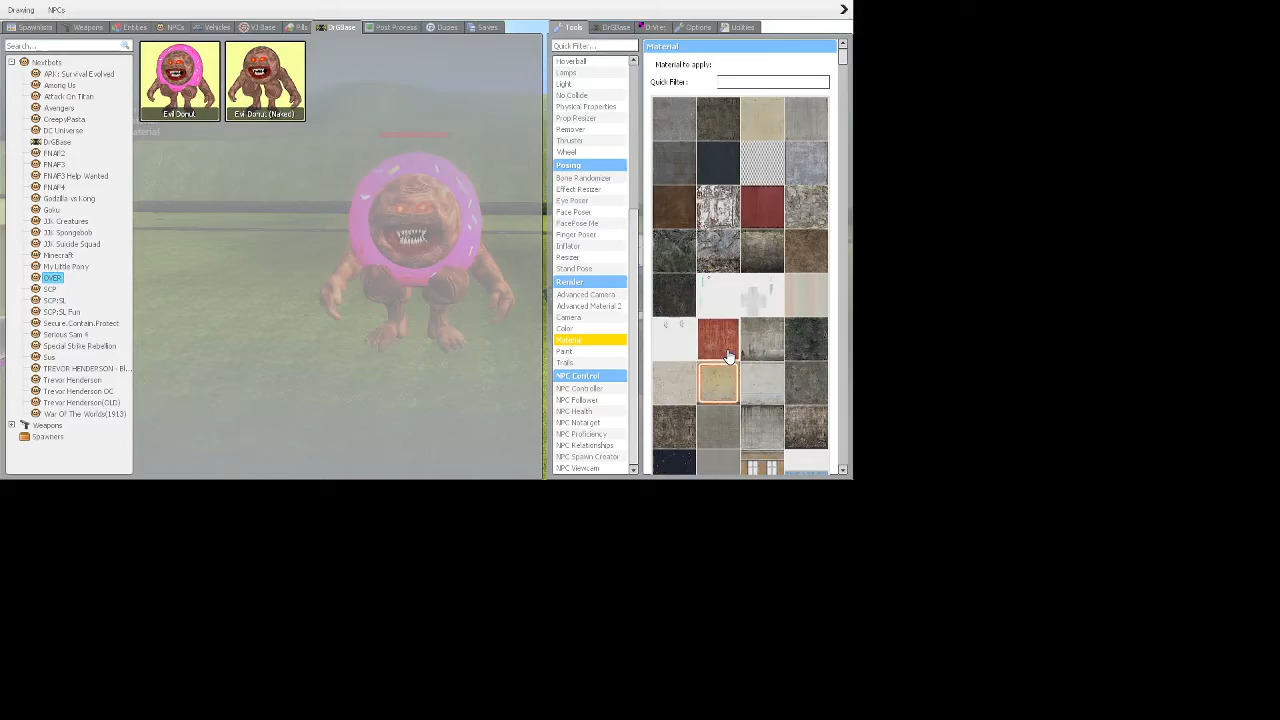 Drawing NPCs
Spawnlists Weapons Entities NPCs Vehicles VJ Base Pills DrGBase Post Process Dupes Saves
Search...
Nextbots
ARK: Survival Evolved
Among Us
Attack On Titan
Avengers
CreepyPasta
DC Universe
DrGBase
FNAF2
FNAF3
FNAF3 Help Wanted
FNAF4
Godzilla vs Kong
Goku
JJk Creatures
JJk Spongebob
JJk Suicide Squad
Minecraft
My Little Pony
OVER
SCP
SCP:SL
SCP:SL Fun
Secure.Contain.Protect
Serious Sam 4
Special Strike Rebellion
Sus
TREVOR HENDERSON - Bl...
Trevor Henderson
Trevor Henderson OC
Trevor Henderson(OLD)
War Of The Worlds(1913)
Weapons
Spawners
Evil Donut
Evil Donut (Naked)
aterial
Tools DrGBase DrVrej Options Utilities
Quick Filter...
Hoverball
Lamps
Light
No Collide
Physical Properties
Prop Resizer
Remover
Thruster
Wheel
Posing
Bone Randomizer
Effect Resizer
Eye Poser
Face Poser
FacePose Me
Finger Poser
Inflator
Resizer
Stand Pose
Render
Advanced Camera
Advanced Material 2
Camera
Color
Material
Paint
Trails
NPC Control
NPC Controller
NPC Follower
NPC Health
NPC Notarget
NPC Proficiency
NPC Relationships
NPC Spawn Creator
NPC Viewcam
Material
Material to apply:
Quick Filter: